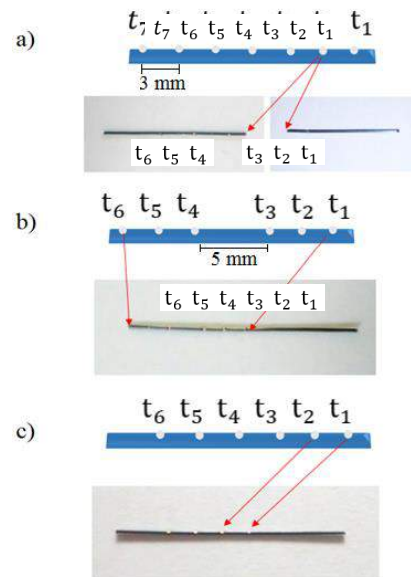 a)
t₇ t₇ t₆ t₅ t₄ t₃ t₂ t₁ t₁
3 mm
t₆ t₅ t₄ t₃ t₂ t₁
b)
t₆ t₅ t₄ t₃ t₂ t₁
5 mm
t₆ t₅ t₄ t₃ t₂ t₁
c)
t₆ t₅ t₄ t₃ t₂ t₁